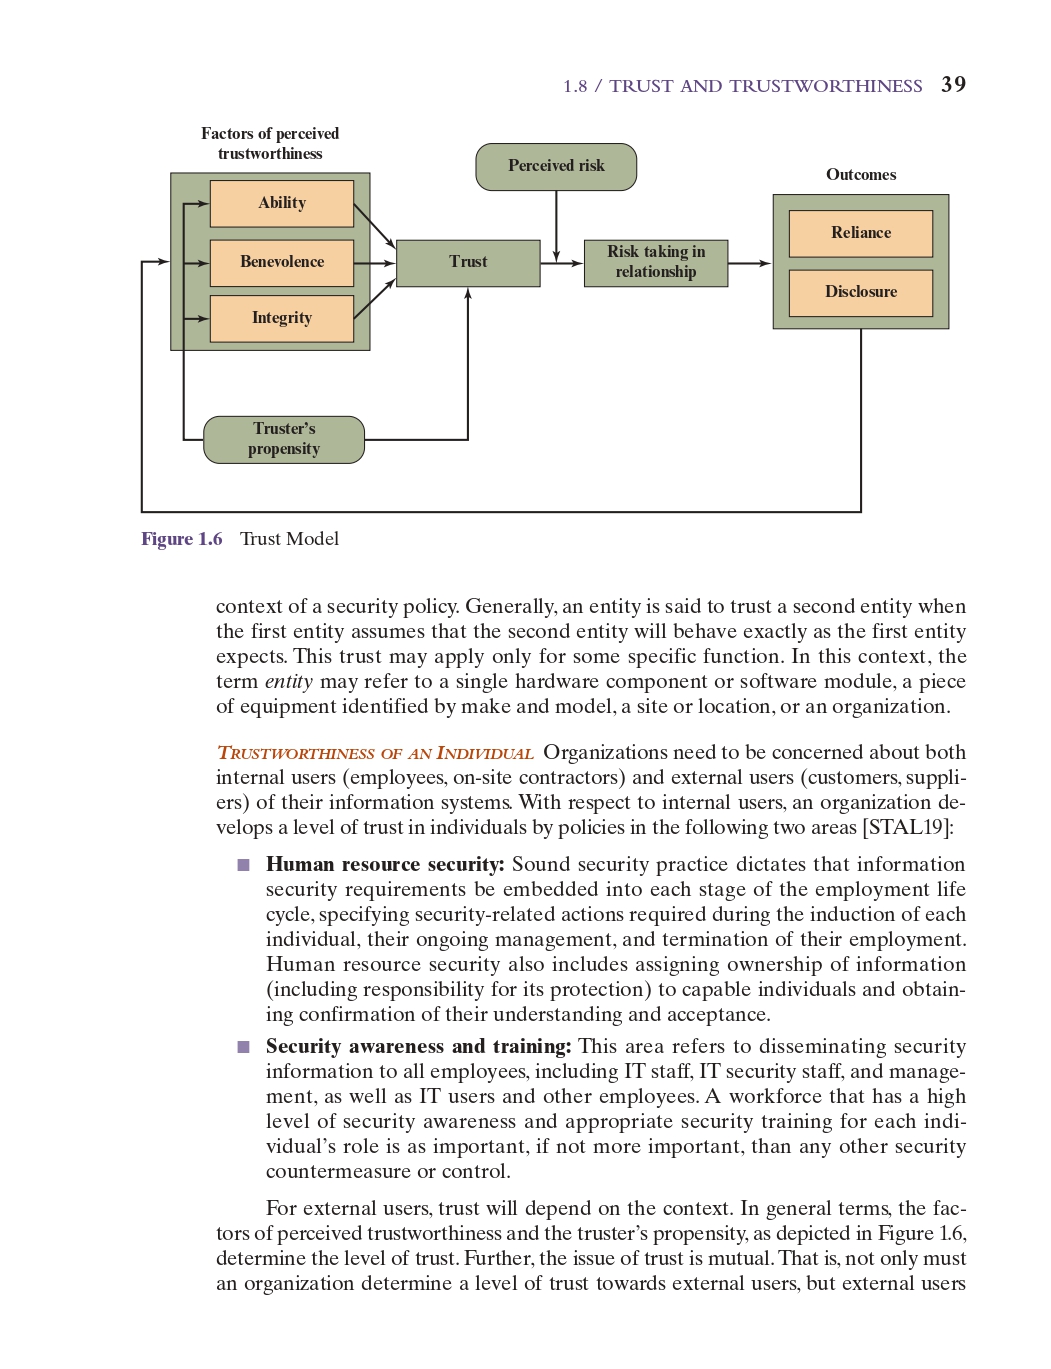 1.8 / TRUST AND TRUSTWORTHINESS 39
Factors of perceived
trustworthiness
Ability
Benevolence
Integrity
Trust
Perceived risk
Risk taking in
relationship
Outcomes
Reliance
Disclosure
Truster's
propensity
Figure 1.6 Trust Model
context of a security policy. Generally, an entity is said to trust a second entity when
the first entity assumes that the second entity will behave exactly as the first entity
expects. This trust may apply only for some specific function. In this context, the
term entity may refer to a single hardware component or software module, a piece
of equipment identified by make and model, a site or location, or an organization.
TRUSTWORTHINESS OF AN INDIVIDUAL Organizations need to be concerned about both
internal users (employees, on-site contractors) and external users (customers, suppli-
ers) of their information systems. With respect to internal users, an organization de-
velops a level of trust in individuals by policies in the following two areas [STAL19]:
■ Human resource security: Sound security practice dictates that information
security requirements be embedded into each stage of the employment life
cycle, specifying security-related actions required during the induction of each
individual, their ongoing management, and termination of their employment.
Human resource security also includes assigning ownership of information
(including responsibility for its protection) to capable individuals and obtain-
ing confirmation of their understanding and acceptance.
■ Security awareness and training: This area refers to disseminating security
information to all employees, including IT staff, IT security staff, and manage-
ment, as well as IT users and other employees. A workforce that has a high
level of security awareness and appropriate security training for each indi-
vidual's role is as important, if not more important, than any other security
countermeasure or control.
For external users, trust will depend on the context. In general terms, the fac-
tors of perceived trustworthiness and the truster's propensity, as depicted in Figure 1.6,
determine the level of trust. Further, the issue of trust is mutual. That is, not only must
an organization determine a level of trust towards external users, but external users